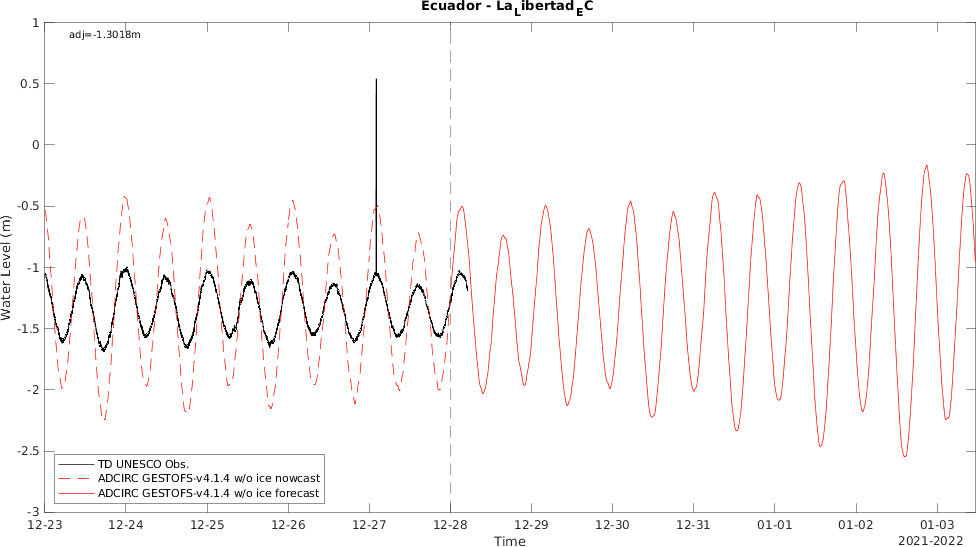 Ecuador - LaLibertadEC
adj=-1.3018m
1
0.5
0
-0.5
-1
-1.5
-2
-2.5
-3
Water Level (m)
TD UNESCO Obs.
ADCIRC GESTOFS-v4.1.4 w/o ice nowcast
ADCIRC GESTOFS-v4.1.4 w/o ice forecast
12-23 12-24 12-25 12-26 12-27 12-28 12-29 12-30 12-31 01-01 01-02 01-03
Time
2021-2022